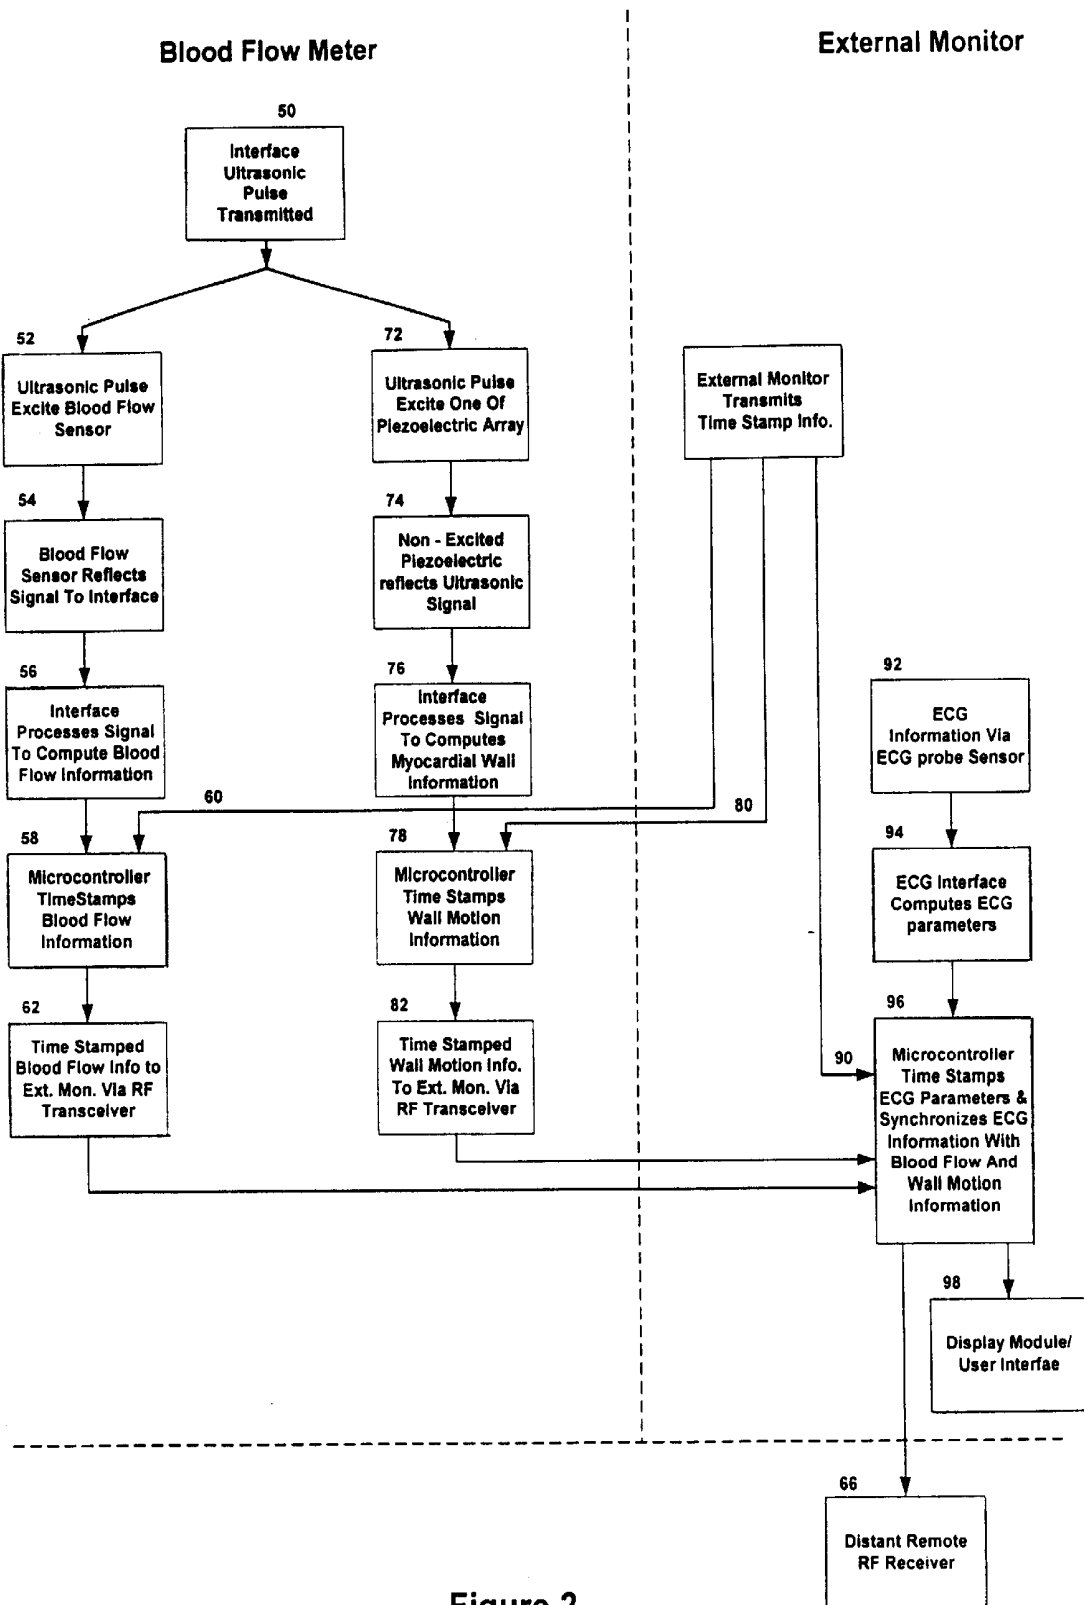 Blood Flow Meter
External Monitor
50
Interface
Ultrasonic
Pulse
Transmitted
52
Ultrasonic Pulse
Excite Blood Flow
Sensor
72
Ultrasonic Pulse
Excite One Of
Piezoelectric Array
External Monitor
Transmits
Time Stamp Info.
54
Blood Flow
Sensor Reflects
Signal To Interface
74
Non - Excited
Piezoelectric
reflects Ultrasonic
Signal
56
Interface
Processes Signal
To Compute Blood
Flow Information
76
Interface
Processes Signal
To Computes
Myocardial Wall
Information
92
ECG
Information Via
ECG probe Sensor
60
80
58
Microcontroller
TimeStamps
Blood Flow
Information
78
Microcontroller
Time Stamps
Wall Motion
Information
94
ECG Interface
Computes ECG
parameters
62
Time Stamped
Blood Flow Info to
Ext. Mon. Via RF
Transceiver
82
Time Stamped
Wall Motion Info.
To Ext. Mon. Via
RF Transceiver
90
96
Microcontroller
Time Stamps
ECG Parameters &
Synchronizes ECG
Information With
Blood Flow And
Wall Motion
Information
98
Display Module/
User Interfae
66
Distant Remote
RF Receiver
Figure 2